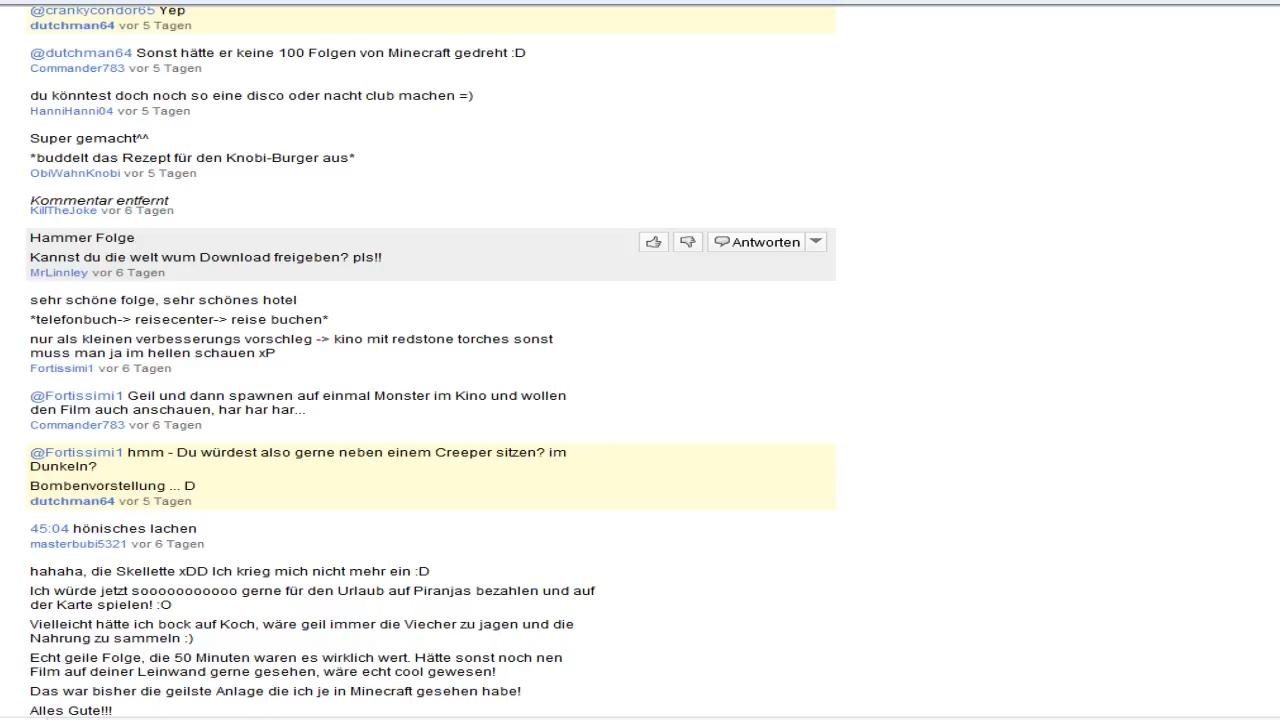 @crankycondor65 Yep
dutchman64 vor 5 Tagen
@dutchman64 Sonst hätte er keine 100 Folgen von Minecraft gedreht :D
Commander783 vor 5 Tagen
du könntest doch noch so eine disco oder nacht club machen =)
HanniHanni04 vor 5 Tagen
Super gemacht^^
*buddelt das Rezept für den Knobi-Burger aus*
ObiWahnKnobi vor 5 Tagen
Kommentar entfernt
KillTheJoke vor 6 Tagen
Hammer Folge
Antworten
Kannst du die welt wum Download freigeben? pls!!
MrLinnley vor 6 Tagen
sehr schöne folge, sehr schönes hotel
*telefonbuch-> reisecenter-> reise buchen*
nur als kleinen verbesserungs vorschleg -> kino mit redstone torches sonst
muss man ja im hellen schauen xP
Fortissimi1 vor 6 Tagen
@Fortissimi1 Geil und dann spawnen auf einmal Monster im Kino und wollen
den Film auch anschauen, har har har...
Commander783 vor 6 Tagen
@Fortissimi1 hmm - Du würdest also gerne neben einem Creeper sitzen? im
Dunkeln?
Bombenvorstellung ... D
dutchman64 vor 5 Tagen
45:04 hönisches lachen
masterbubi5321 vor 6 Tagen
hahaha, die Skellette xDD Ich krieg mich nicht mehr ein :D
Ich würde jetzt sooooooooooo gerne für den Urlaub auf Piranjas bezahlen und auf
der Karte spielen! :O
Vielleicht hätte ich bock auf Koch, wäre geil immer die Viecher zu jagen und die
Nahrung zu sammeln :)
Echt geile Folge, die 50 Minuten waren es wirklich wert. Hätte sonst noch nen
Film auf deiner Leinwand gerne gesehen, wäre echt cool gewesen!
Das war bisher die geilste Anlage die ich je in Minecraft gesehen habe!
Alles Gute!!!